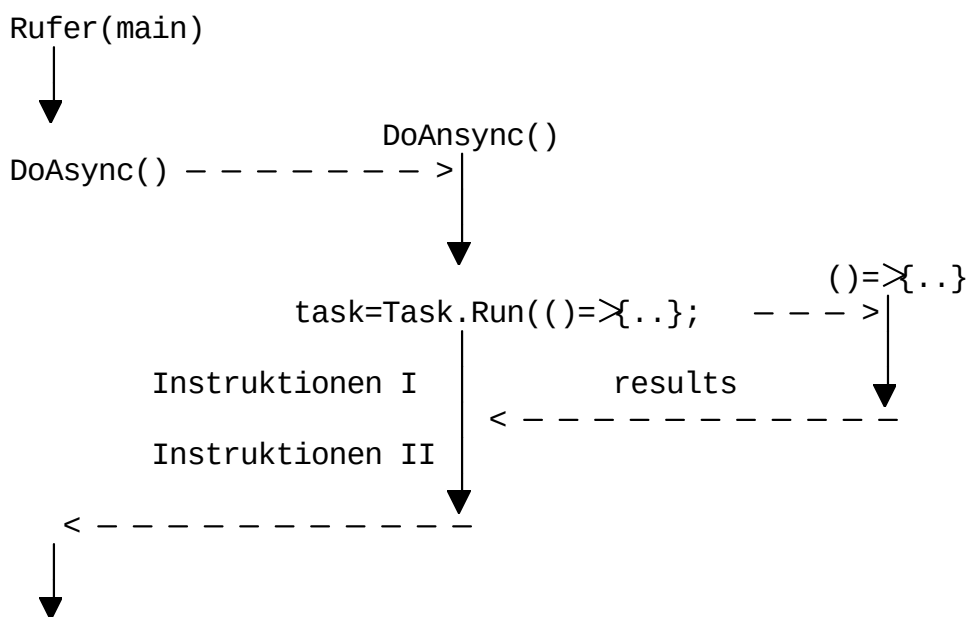 Rufer(main)
DoAnsync()
DoAsync() — — — — — — — >
()=>{..}
task=Task.Run(()=>{..}; — — — >
Instruktionen I results
< — — — — — — — — — — — —
Instruktionen II
< — — — — — — — — — — —